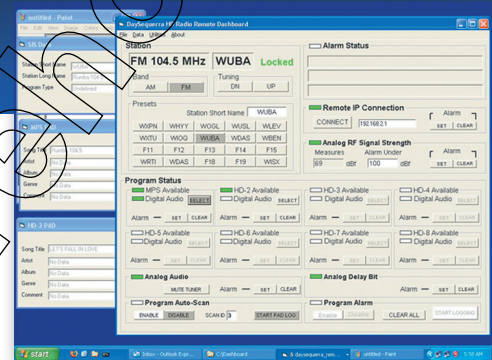 untitled - Paint
File Edit View Image Colors
SIS Data
Station Short Name WUBA
Station Long Name Rumba 104.5
Program Type Undefined
MPS PAD
Song Title Rumba 104.5
Artist No Data
Album No Data
Genre No Data
Comment No Data
HD-3 PAD
Song Title LET'S FALL IN LOVE
Artist No Data
Album No Data
Genre No Data
Comment No Data
DaySequerra HD Radio Remote Dashboard
File Data Utilities About
Station
FM 104.5 MHz WUBA Locked
Band
AM FM
Tuning
DN UP
Presets
Station Short Name WUBA
WXPN WHYY WOGL WUSL WLEV
WXTU WIOQ WUBA WDAS WBEN
F11 F12 F13 F14 F15
WRTI WDAS F18 F19 WISX
Alarm Status
Remote IP Connection
CONNECT 192.168.2.1
Alarm
SET CLEAR
Analog RF Signal Strength
Measures Alarm Under
69 dBf 100 dBf
Alarm
SET CLEAR
Program Status
MPS Available
Digital Audio SELECT
Alarm SET CLEAR
HD-2 Available
Digital Audio SELECT
Alarm SET CLEAR
HD-3 Available
Digital Audio SELECT
Alarm SET CLEAR
HD-4 Available
Digital Audio SELECT
Alarm SET CLEAR
HD-5 Available
Digital Audio SELECT
Alarm SET CLEAR
HD-6 Available
Digital Audio SELECT
Alarm SET CLEAR
HD-7 Available
Digital Audio SELECT
Alarm SET CLEAR
HD-8 Available
Digital Audio SELECT
Alarm SET CLEAR
Analog Audio
MUTE TUNER Alarm SET CLEAR
Analog Delay Bit
Alarm SET CLEAR
Program Auto-Scan
ENABLE DISABLE SCAN ID 3 START PAD LOG
Program Alarm
Enable Disable CLEAR ALL START LOGGING
start
Inbox - Outlook Expr...
C:\Dashboard
daysequerra_rem...
untitled - Paint
5:50 AM